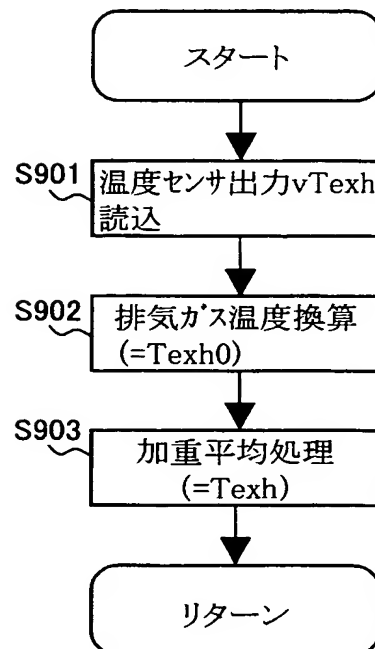 スタート
S901
温度センサ出力vTexh
読込
S902
排気ガス温度換算
(=Texh0)
S903
加重平均処理
(=Texh)
リターン